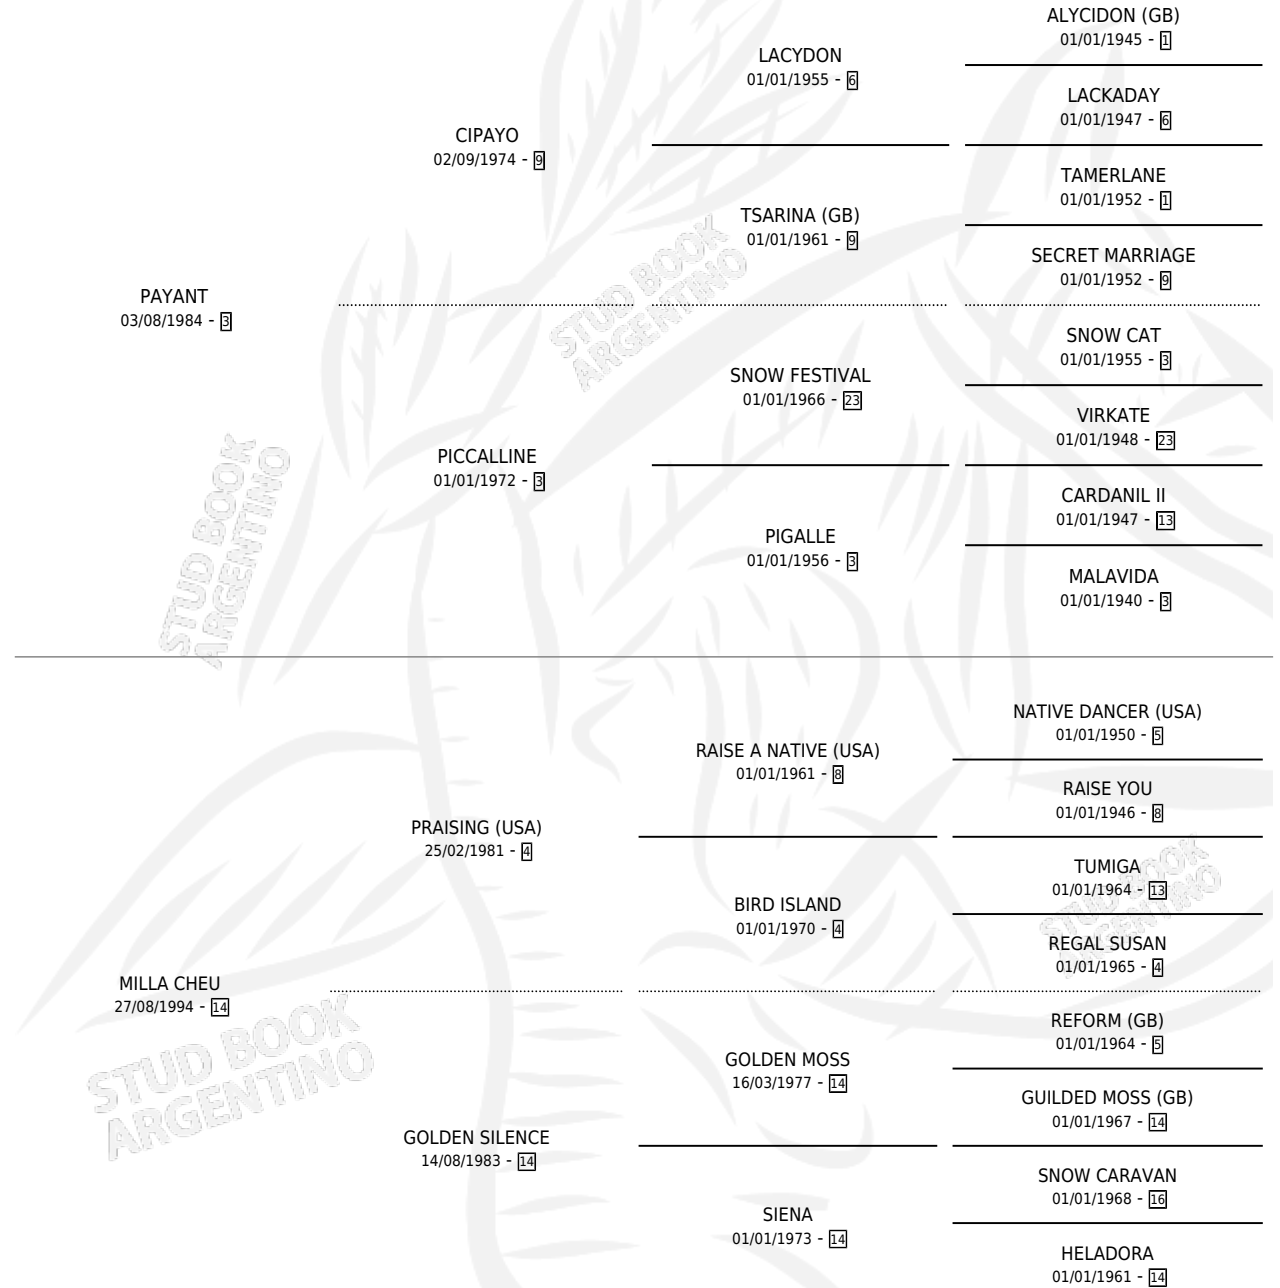 ALYCIDON (GB)
01/01/1945 - 1
LACYDON
01/01/1955 - 6
LACKADAY
01/01/1947 - 6
CIPAYO
02/09/1974 - 9
TAMERLANE
01/01/1952 - 1
TSARINA (GB)
01/01/1961 - 9
SECRET MARRIAGE
01/01/1952 - 9
PAYANT
03/08/1984 - 3
STUD BOOK
ARGENTINO
SNOW CAT
01/01/1955 - 3
SNOW FESTIVAL
01/01/1966 - 23
VIRKATE
01/01/1948 - 23
PICCALLINE
01/01/1972 - 3
CARDANIL II
01/01/1947 - 13
PIGALLE
01/01/1956 - 3
MALAVIDA
01/01/1940 - 3
STUD BOOK
ARGENTINO
NATIVE DANCER (USA)
01/01/1950 - 5
RAISE A NATIVE (USA)
01/01/1961 - 8
RAISE YOU
01/01/1946 - 8
PRAISING (USA)
25/02/1981 - 4
TUMIGA
01/01/1964 - 13
BIRD ISLAND
01/01/1970 - 4
REGAL SUSAN
01/01/1965 - 4
STUD BOOK
ARGENTINO
MILLA CHEU
27/08/1994 - 14
REFORM (GB)
01/01/1964 - 5
GOLDEN MOSS
16/03/1977 - 14
GUILDED MOSS (GB)
01/01/1967 - 14
STUD BOOK
ARGENTINO
GOLDEN SILENCE
14/08/1983 - 14
SNOW CARAVAN
01/01/1968 - 16
SIENA
01/01/1973 - 14
HELADORA
01/01/1961 - 14